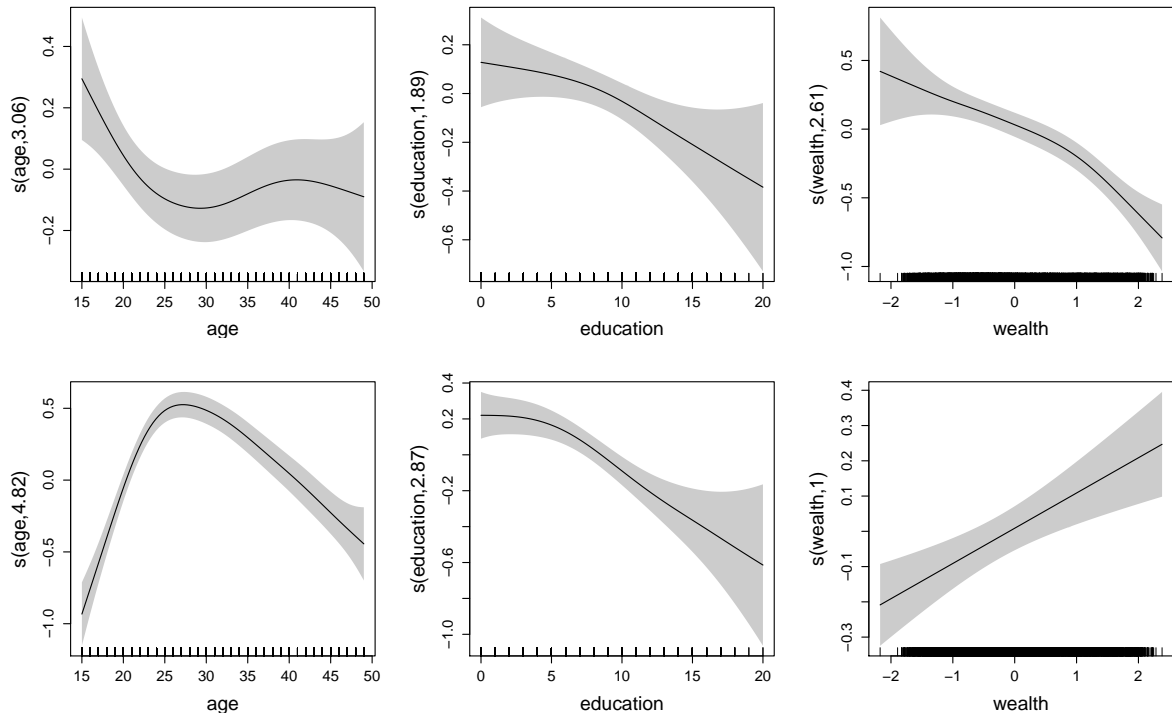 s(age,3.06)
0.4
0.2
0.0
−0.2
15 20 25 30 35 40 45 50
age
s(education,1.89)
0.2
0.0
−0.2
−0.4
−0.6
0 5 10 15 20
education
s(wealth,2.61)
0.5
0.0
−0.5
−1.0
−2 −1 0 1 2
wealth
s(age,4.82)
0.5
0.0
−0.5
−1.0
15 20 25 30 35 40 45 50
age
s(education,2.87)
0.4
0.2
−0.2
−0.6
−1.0
0 5 10 15 20
education
s(wealth,1)
0.4
0.3
0.2
0.1
−0.1
−0.3
−2 −1 0 1 2
wealth